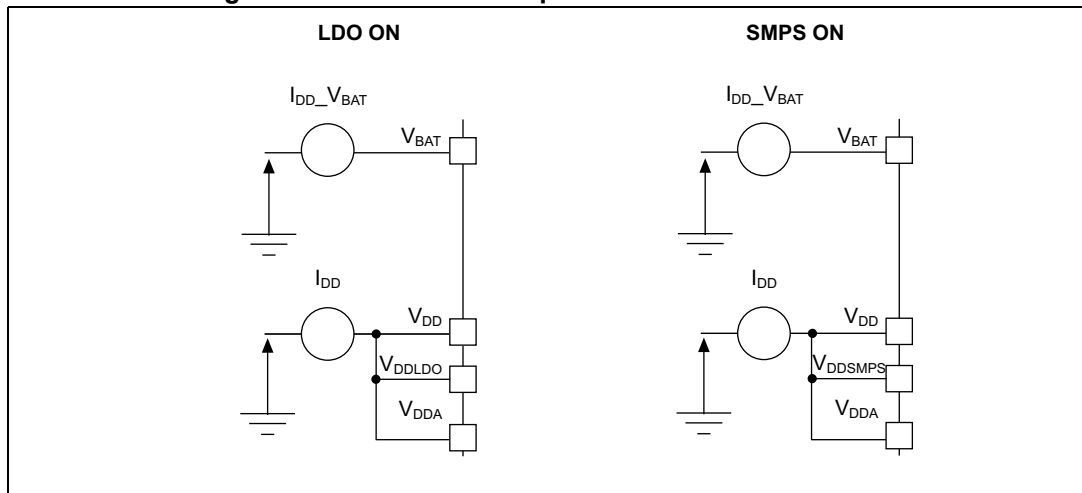 LDO ON
SMPS ON
I_DD_V_BAT
V_BAT
I_DD_V_BAT
V_BAT
I_DD
V_DD
V_DDLDO
V_DDA
I_DD
V_DD
V_DDSMPS
V_DDA